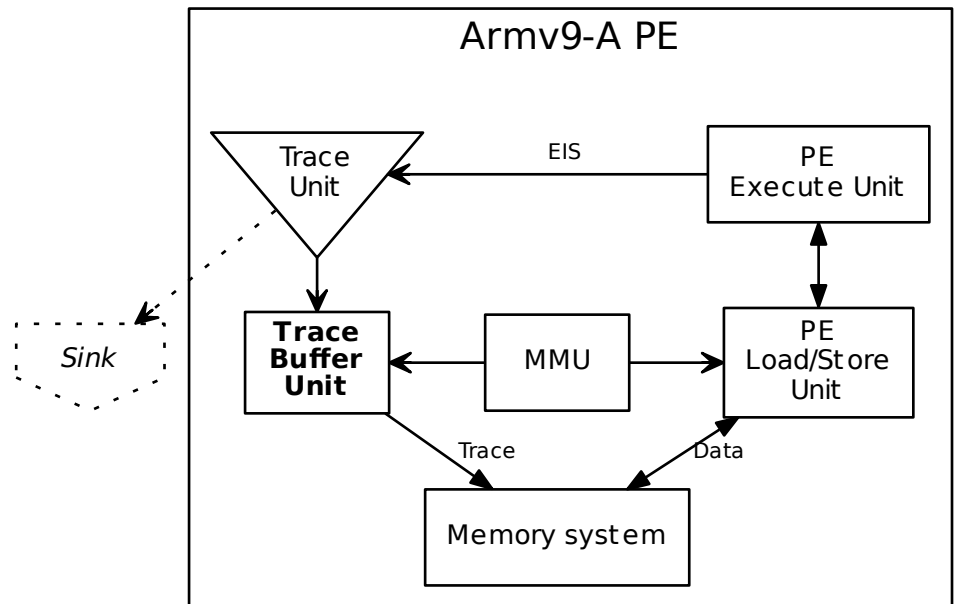 Armv9-A PE
Trace
Unit
EIS
PE
Execute Unit
Sink
Trace
Buffer
Unit
MMU
PE
Load/Store
Unit
Trace
Data
Memory system